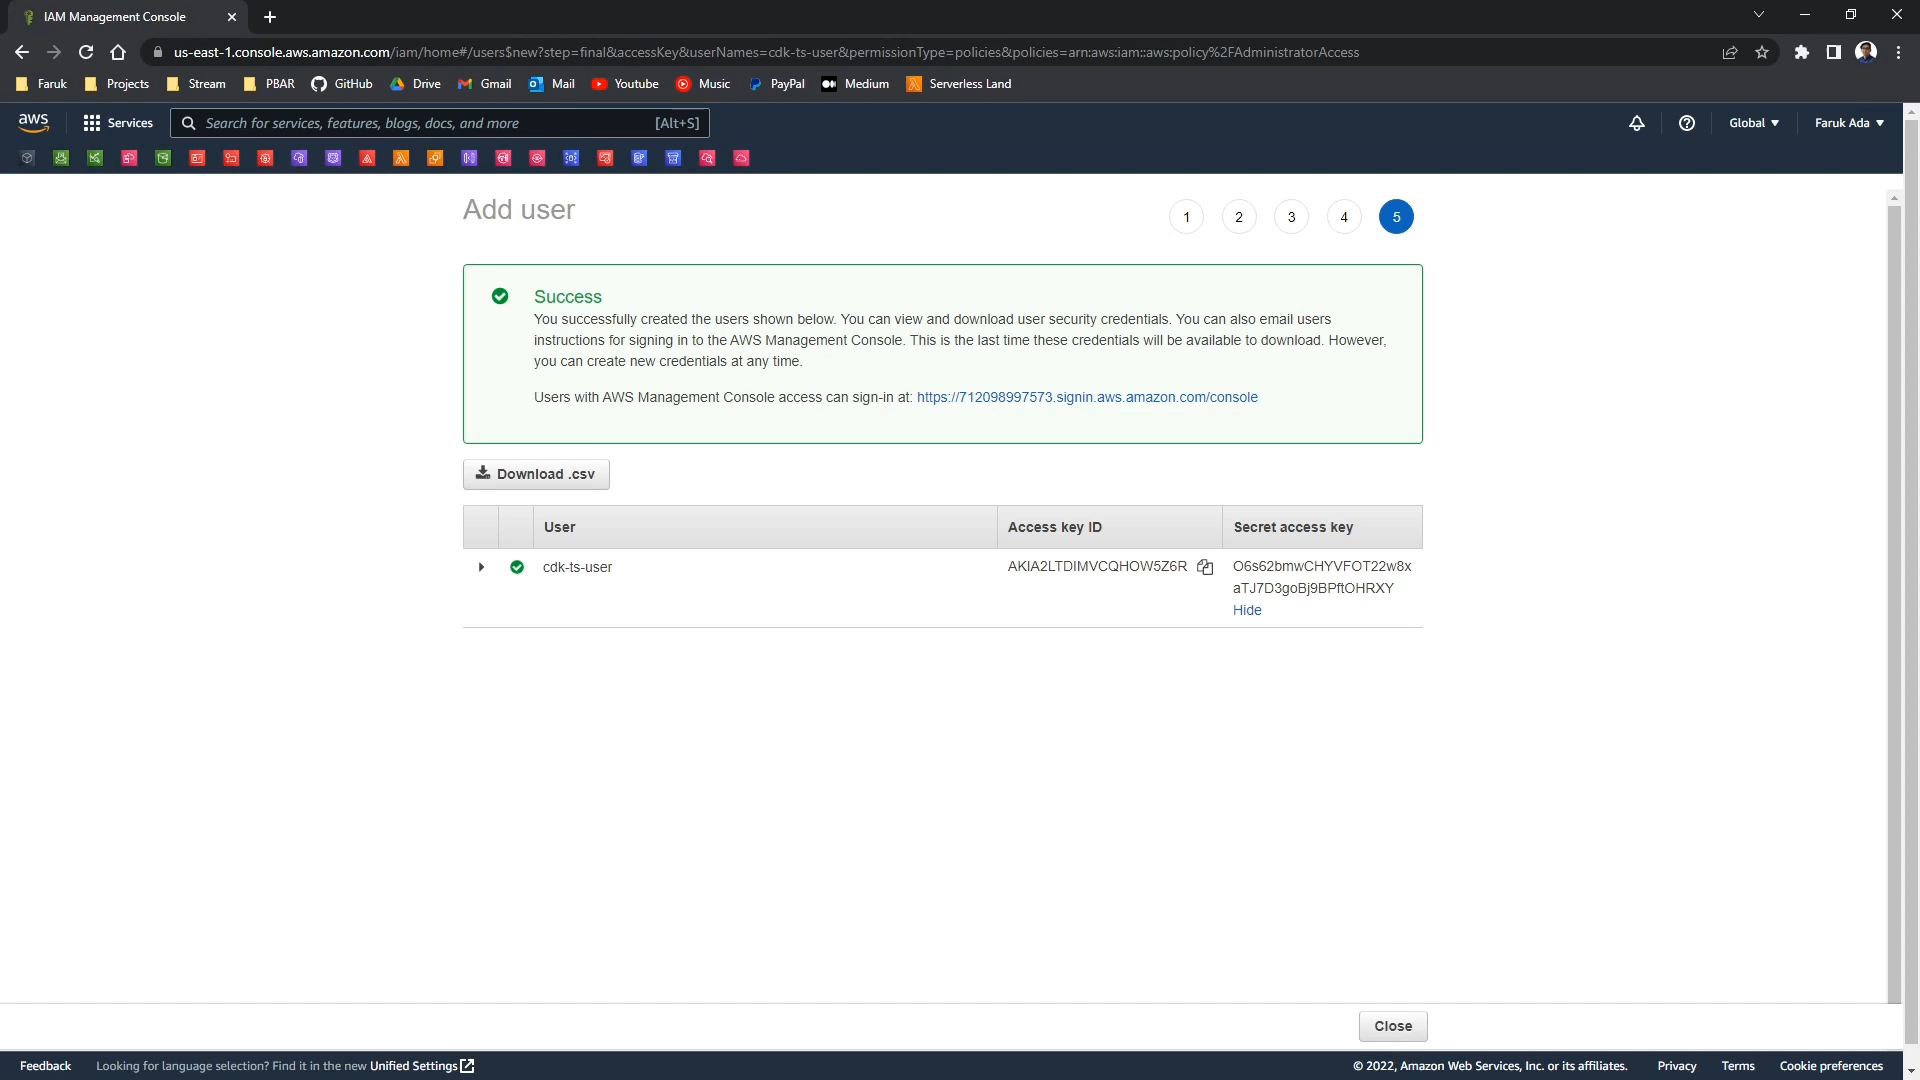 IAM Management Console
us-east-1.console.aws.amazon.com/iam/home#/users$new?step=final&accessKey&userNames=cdk-ts-user&permissionType=policies&policies=arn:aws:iam::aws:policy%2FAdministratorAccess
Faruk Projects Stream PBAR GitHub Drive Gmail Mail Youtube Music PayPal Medium Serverless Land
aws Services Search for services, features, blogs, docs, and more [Alt+S] Global Faruk Ada
Add user 1 2 3 4 5
Success
You successfully created the users shown below. You can view and download user security credentials. You can also email users
instructions for signing in to the AWS Management Console. This is the last time these credentials will be available to download. However,
you can create new credentials at any time.
Users with AWS Management Console access can sign-in at: https://712098997573.signin.aws.amazon.com/console
Download .csv
User Access key ID Secret access key
cdk-ts-user AKIA2LTDIMVCQHOW5Z6R O6s62bmwCHYVFOT22w8x
aTJ7D3goBj9BPftOHRXY
Hide
Close
Feedback Looking for language selection? Find it in the new Unified Settings © 2022, Amazon Web Services, Inc. or its affiliates. Privacy Terms Cookie preferences